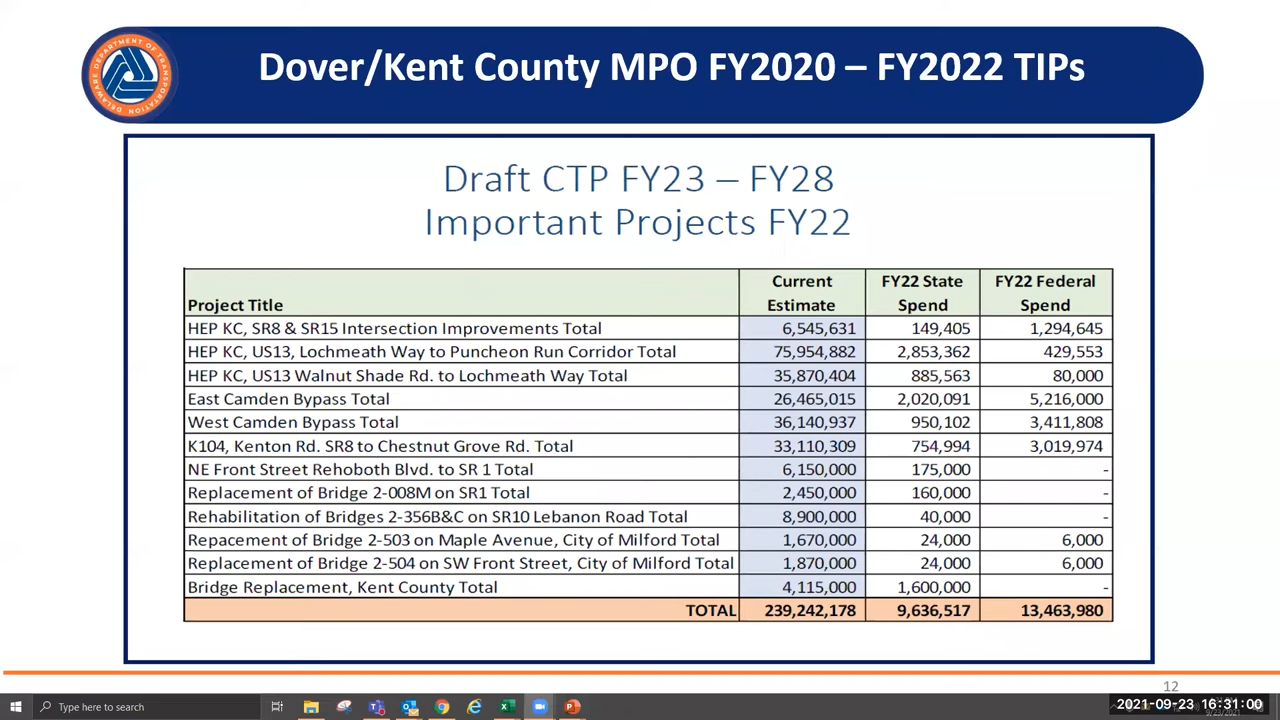 Dover/Kent County MPO FY2020 – FY2022 TIPs
DELAWARE DEPARTMENT OF TRANSPORTATION
Draft CTP FY23 – FY28
Important Projects FY22
Project Title Current Estimate FY22 State Spend FY22 Federal Spend
HEP KC, SR8 & SR15 Intersection Improvements Total 6,545,631 149,405 1,294,645
HEP KC, US13, Lochmeath Way to Puncheon Run Corridor Total 75,954,882 2,853,362 429,553
HEP KC, US13 Walnut Shade Rd. to Lochmeath Way Total 35,870,404 885,563 80,000
East Camden Bypass Total 26,465,015 2,020,091 5,216,000
West Camden Bypass Total 36,140,937 950,102 3,411,808
K104, Kenton Rd. SR8 to Chestnut Grove Rd. Total 33,110,309 754,994 3,019,974
NE Front Street Rehoboth Blvd. to SR 1 Total 6,150,000 175,000 -
Replacement of Bridge 2-008M on SR1 Total 2,450,000 160,000 -
Rehabilitation of Bridges 2-356B&C on SR10 Lebanon Road Total 8,900,000 40,000 -
Repacement of Bridge 2-503 on Maple Avenue, City of Milford Total 1,670,000 24,000 6,000
Replacement of Bridge 2-504 on SW Front Street, City of Milford Total 1,870,000 24,000 6,000
Bridge Replacement, Kent County Total 4,115,000 1,600,000 -
TOTAL 239,242,178 9,636,517 13,463,980
12
Type here to search
2021-09-23 16:31:00